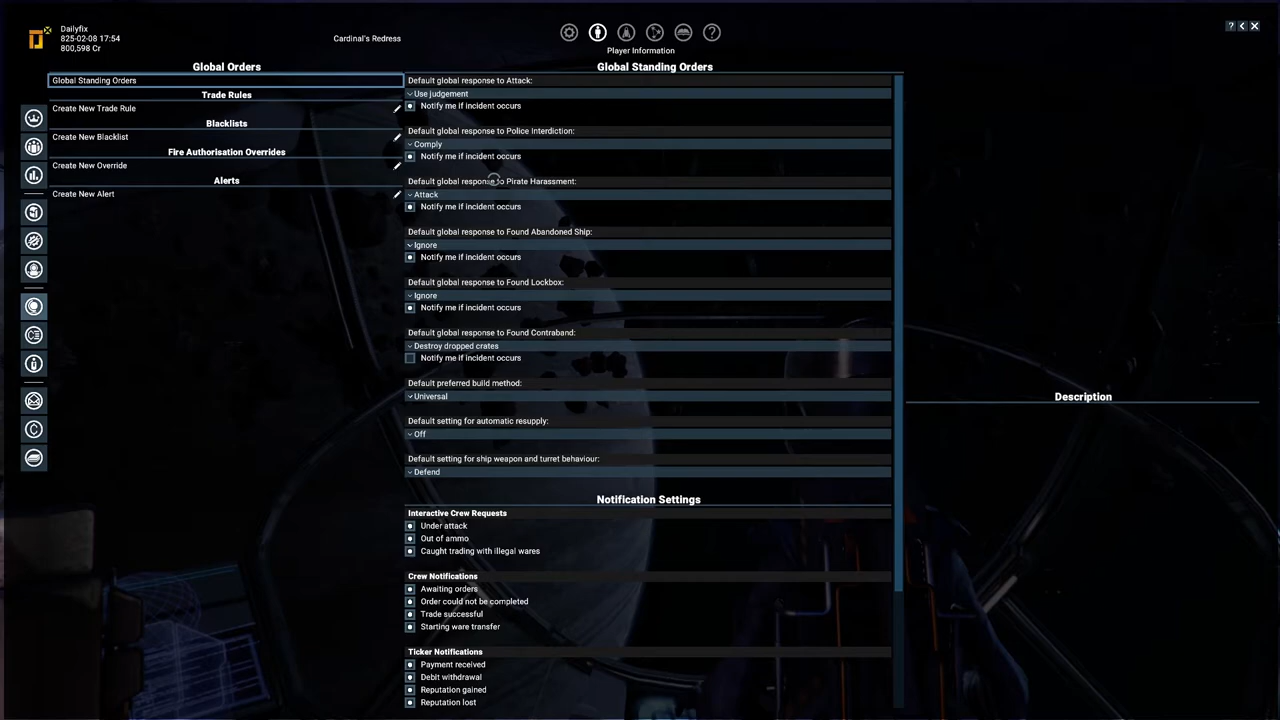 Dailyfix
825-02-08 17:54
800,598 Cr
Cardinal's Redress
Player Information
Global Orders
Global Standing Orders
Trade Rules
Create New Trade Rule
Blacklists
Create New Blacklist
Fire Authorisation Overrides
Create New Override
Alerts
Create New Alert
Global Standing Orders
Default global response to Attack:
Use judgement
Notify me if incident occurs
Default global response to Police Interdiction:
Comply
Notify me if incident occurs
Default global response to Pirate Harassment:
Attack
Notify me if incident occurs
Default global response to Found Abandoned Ship:
Ignore
Notify me if incident occurs
Default global response to Found Lockbox:
Ignore
Notify me if incident occurs
Default global response to Found Contraband:
Destroy dropped crates
Notify me if incident occurs
Default preferred build method:
Universal
Default setting for automatic resupply:
Off
Default setting for ship weapon and turret behaviour:
Defend
Notification Settings
Interactive Crew Requests
Under attack
Out of ammo
Caught trading with illegal wares
Crew Notifications
Awaiting orders
Order could not be completed
Trade successful
Starting ware transfer
Ticker Notifications
Payment received
Debit withdrawal
Reputation gained
Reputation lost
Description